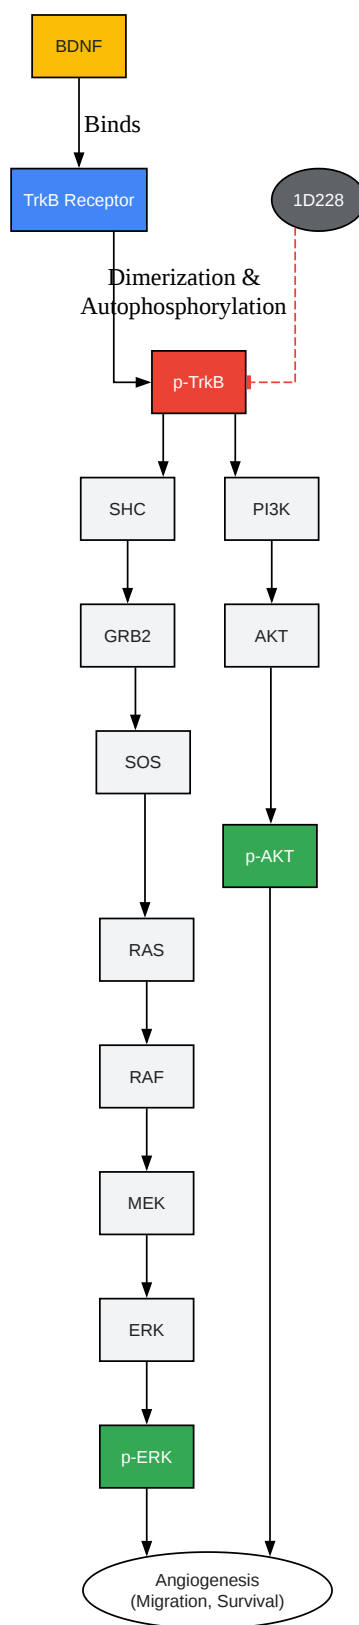 BDNF
Binds
TrkB Receptor
1D228
Dimerization &
Autophosphorylation
p-TrkB
SHC
PI3K
GRB2
AKT
SOS
p-AKT
RAS
RAF
MEK
ERK
p-ERK
Angiogenesis
(Migration, Survival)